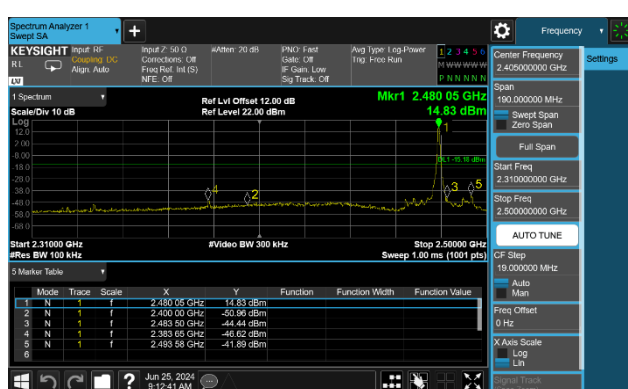 Spectrum Analyzer 1
Swept SA
Frequency
KEYSIGHT
Input: RF
Coupling: DC
Align: Auto
Input Z: 50 Ω
Corrections: Off
Freq Ref: Int (S)
NFE: Off
#Atten: 20 dB
PNO: Fast
Gate: Off
IF Gain: Low
Sig Track: Off
Avg Type: Log-Power
Trig: Free Run
1 2 3 4 5 6
M W W W W W
P N N N N N
R L
LXI
Center Frequency
2.405000000 GHz
Settings
Span
190.000000 MHz
Swept Span
Zero Span
Full Span
Start Freq
2.310000000 GHz
Stop Freq
2.500000000 GHz
AUTO TUNE
CF Step
19.000000 MHz
Auto
Man
Freq Offset
0 Hz
X Axis Scale
Log
Lin
Signal Track
1 Spectrum
Scale/Div 10 dB
Log
Ref Lvl Offset 12.00 dB
Ref Level 22.00 dBm
Mkr1 2.480 05 GHz
14.83 dBm
12.0
2.00
-8.00
-18.0
-28.0
-38.0
-48.0
-58.0
-68.0
1
DL1 -15.18 dBm
4
2
3
5
Start 2.31000 GHz
#Res BW 100 kHz
#Video BW 300 kHz
Stop 2.50000 GHz
Sweep 1.00 ms (1001 pts)
5 Marker Table
Mode Trace Scale X Y Function Function Width Function Value
1 N 1 f 2.480 05 GHz 14.83 dBm
2 N 1 f 2.400 00 GHz -50.96 dBm
3 N 1 f 2.483 50 GHz -44.44 dBm
4 N 1 f 2.383 65 GHz -46.62 dBm
5 N 1 f 2.493 58 GHz -41.89 dBm
6
?
Jun 25, 2024
9:12:41 AM